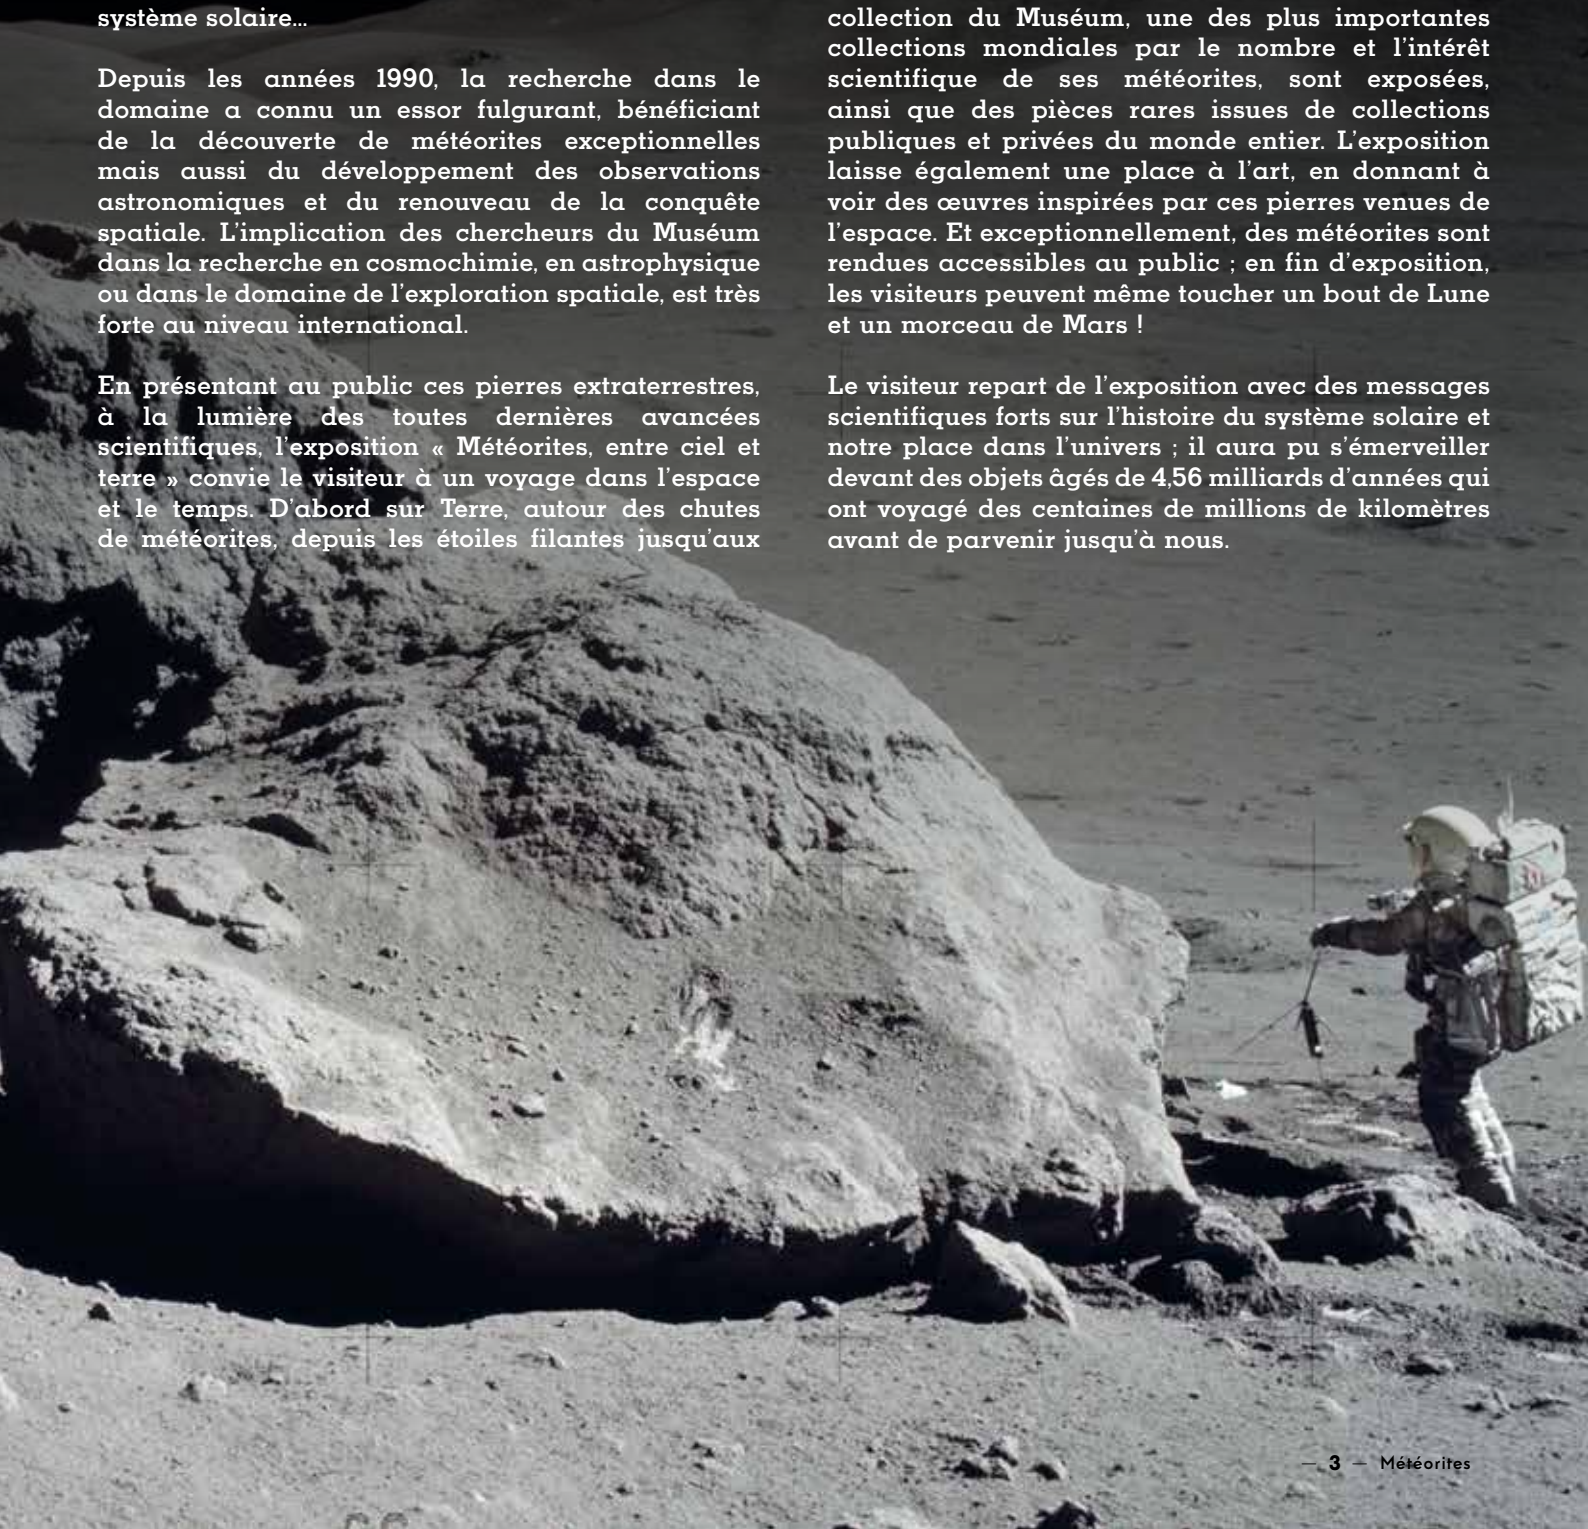 système solaire...
Depuis les années 1990, la recherche dans le
domaine a connu un essor fulgurant, bénéficiant
de la découverte de météorites exceptionnelles
mais aussi du développement des observations
astronomiques et du renouveau de la conquête
spatiale. L'implication des chercheurs du Muséum
dans la recherche en cosmochimie, en astrophysique
ou dans le domaine de l'exploration spatiale, est très
forte au niveau international.
En présentant au public ces pierres extraterrestres,
à la lumière des toutes dernières avancées
scientifiques, l'exposition « Météorites, entre ciel et
terre » convie le visiteur à un voyage dans l'espace
et le temps. D'abord sur Terre, autour des chutes
de météorites, depuis les étoiles filantes jusqu'aux
collection du Muséum, une des plus importantes
collections mondiales par le nombre et l'intérêt
scientifique de ses météorites, sont exposées,
ainsi que des pièces rares issues de collections
publiques et privées du monde entier. L'exposition
laisse également une place à l'art, en donnant à
voir des œuvres inspirées par ces pierres venues de
l'espace. Et exceptionnellement, des météorites sont
rendues accessibles au public ; en fin d'exposition,
les visiteurs peuvent même toucher un bout de Lune
et un morceau de Mars !
Le visiteur repart de l'exposition avec des messages
scientifiques forts sur l'histoire du système solaire et
notre place dans l'univers ; il aura pu s'émerveiller
devant des objets âgés de 4,56 milliards d'années qui
ont voyagé des centaines de millions de kilomètres
avant de parvenir jusqu'à nous.
— 3 — Météorites